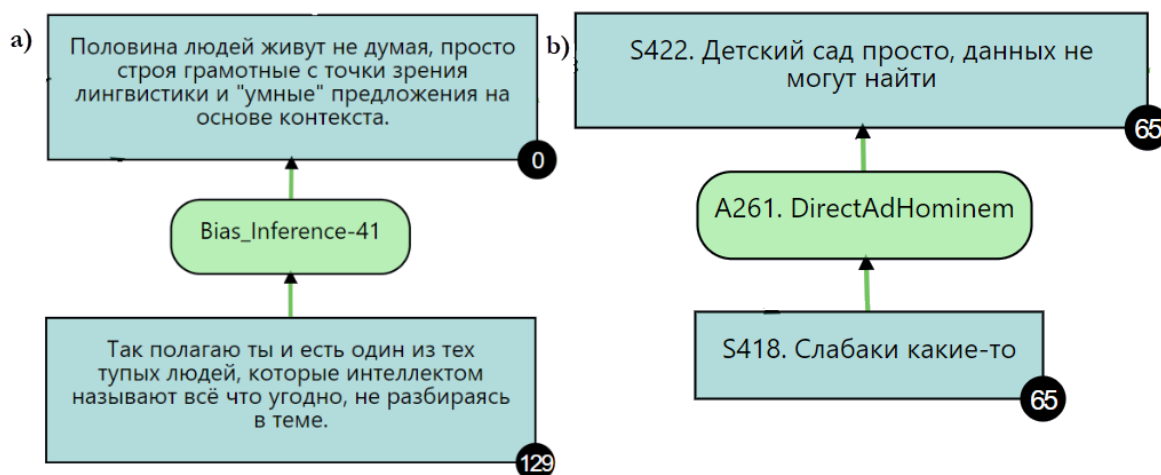 a)
Половина людей живут не думая, просто
строя грамотные с точки зрения
лингвистики и "умные" предложения на
основе контекста.
0
Bias_Inference-41
Так полагаю ты и есть один из тех
тупых людей, которые интеллектом
называют всё что угодно, не разбираясь
в теме.
129
b)
S422. Детский сад просто, данных не
могут найти
65
A261. DirectAdHominem
S418. Слабаки какие-то
65